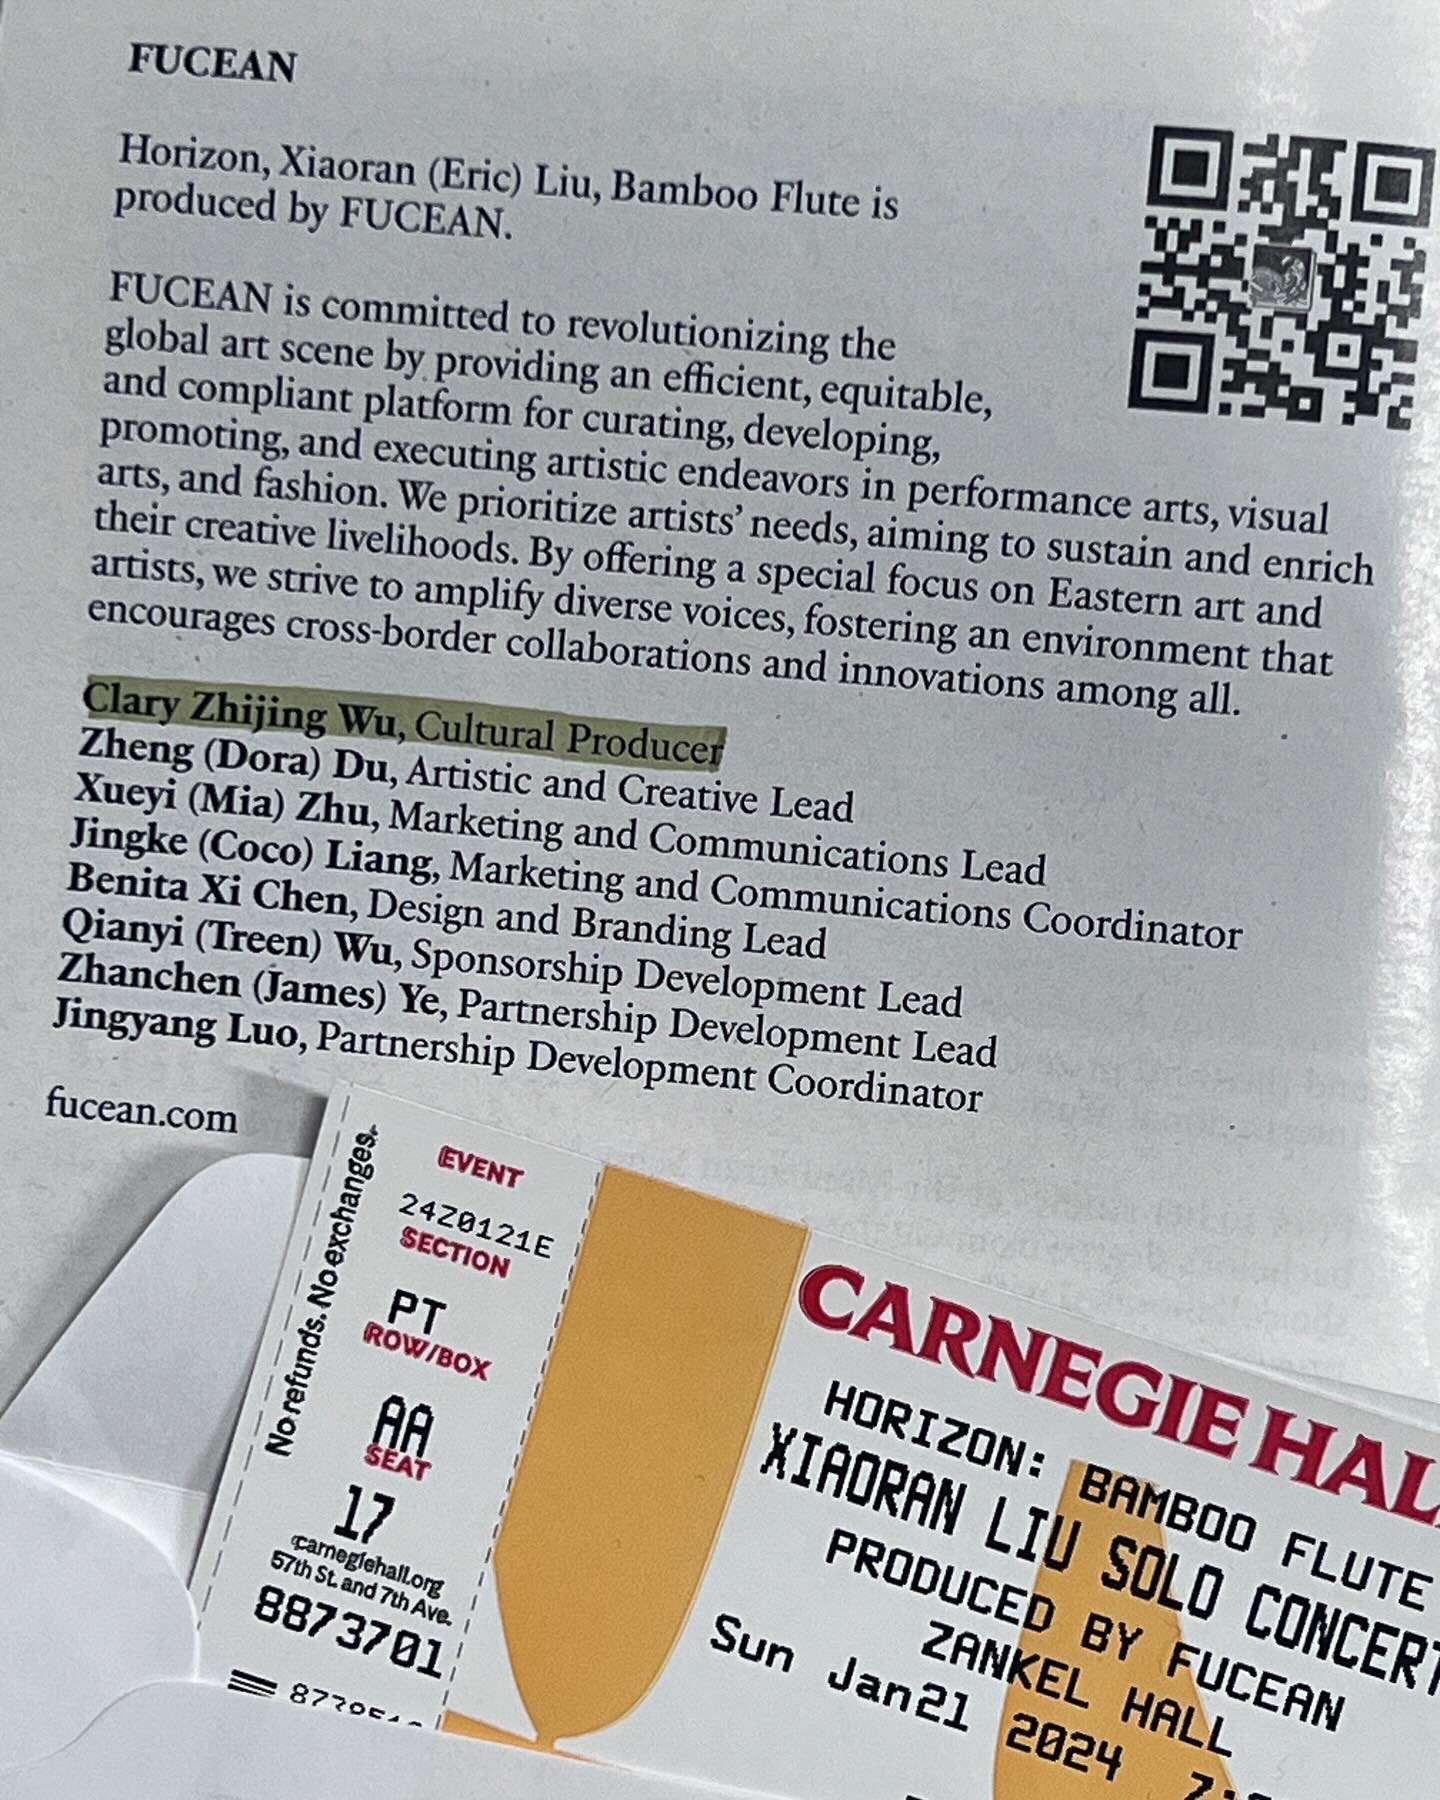 FUCEAN
Horizon, Xiaoran (Eric) Liu, Bamboo Flute is
produced by FUCEAN.
FUCEAN is committed to revolutionizing the
global art scene by providing an efficient, equitable,
and compliant platform for curating, developing,
promoting, and executing artistic endeavors in performance arts, visual
arts, and fashion. We prioritize artists' needs, aiming to sustain and enrich
their creative livelihoods. By offering a special focus on Eastern art and
artists, we strive to amplify diverse voices, fostering an environment that
encourages cross-border collaborations and innovations among all.
Clary Zhijing Wu, Cultural Producer
Zheng (Dora) Du, Artistic and Creative Lead
Xueyi (Mia) Zhu, Marketing and Communications Lead
Jingke (Coco) Liang, Marketing and Communications Coordinator
Benita Xi Chen, Design and Branding Lead
Qianyi (Treen) Wu, Sponsorship Development Lead
Zhanchen (James) Ye, Partnership Development Lead
Jingyang Luo, Partnership Development Coordinator
fucean.com
No refunds. No exchanges.
EVENT
24Z0121E
SECTION
PT
ROW/BOX
AA
SEAT
17
carnegiehall.org
57th St. and 7th Ave.
8873701
CARNEGIE HALL
HORIZON: BAMBOO FLUTE
XIAORAN LIU SOLO CONCERT
PRODUCED BY FUCEAN
ZANKEL HALL
Sun Jan21 2024